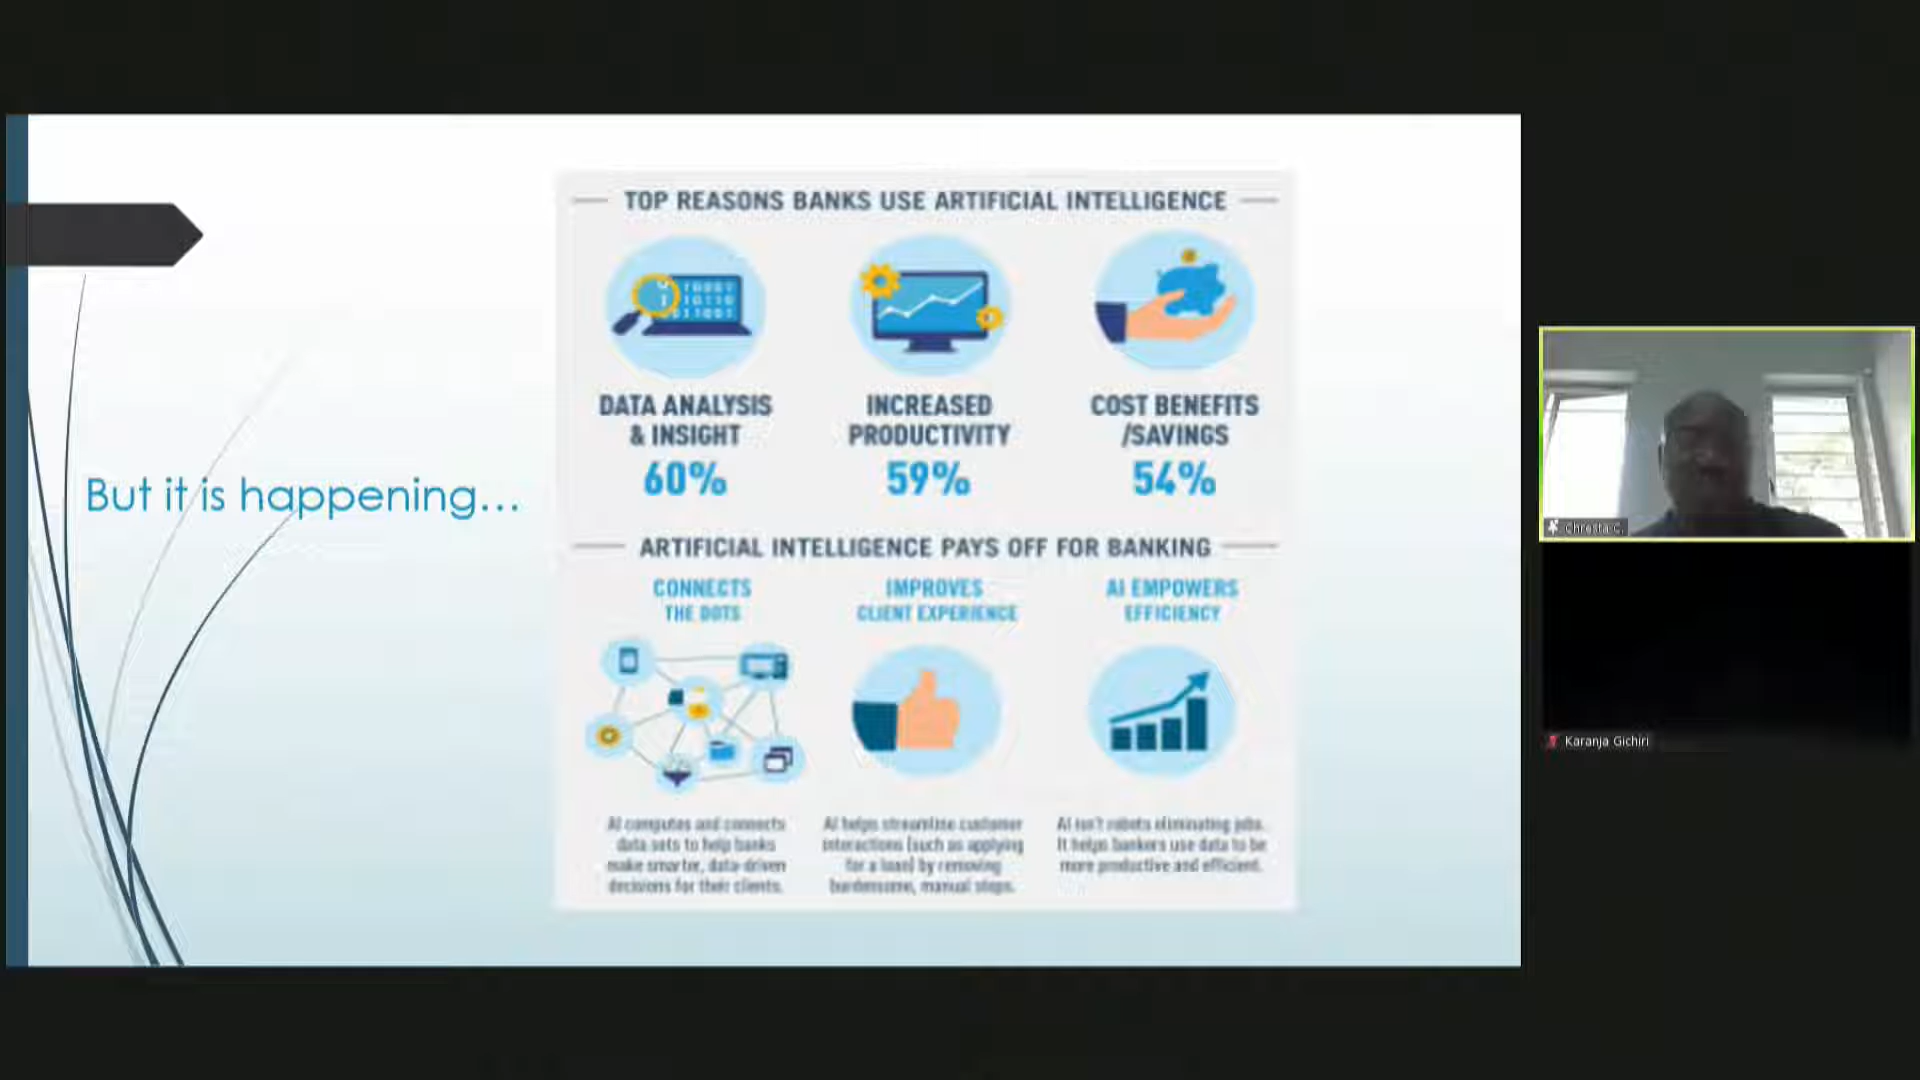 TOP REASONS BANKS USE ARTIFICIAL INTELLIGENCE
DATA ANALYSIS
& INSIGHT
60%
INCREASED
PRODUCTIVITY
59%
COST BENEFITS
/SAVINGS
54%
But it is happening...
ARTIFICIAL INTELLIGENCE PAYS OFF FOR BANKING
CONNECTS
THE DOTS
IMPROVES
CLIENT EXPERIENCE
AI EMPOWERS
EFFICIENCY
AI computes and connects
data sets to help banks
make smarter, data-driven
decisions for their clients.
AI helps streamline customer
interactions (such as applying
for a loan) by removing
burdensome, manual steps.
AI isn't robots eliminating jobs.
It helps bankers use data to be
more productive and efficient.
Chresta C.
Karanja Gichiri